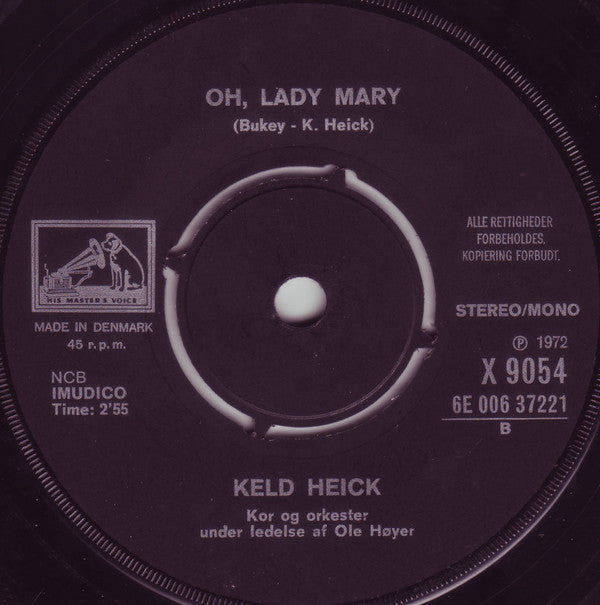 OH, LADY MARY
(Bukey - K. Heick)
HIS MASTER'S VOICE
MADE IN DENMARK
45 r.p.m.
NCB
IMUDICO
Time: 2'55
ALLE RETTIGHEDER
FORBEHOLDES.
KOPIERING FORBUDT.
STEREO/MONO
℗ 1972
X 9054
6E 006 37221
B
KELD HEICK
Kor og orkester
under ledelse af Ole Høyer